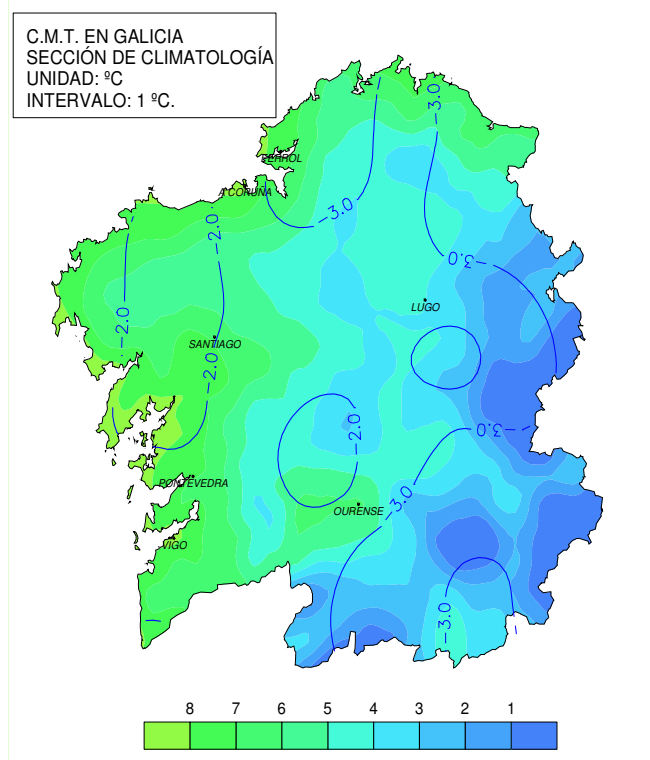 C.M.T. EN GALICIA
SECCIÓN DE CLIMATOLOGÍA
UNIDAD: ºC
INTERVALO: 1 ºC.
-3.0
FERROL
A CORUÑA
-3.0
-2.0
-3.0
-2.0
LUGO
SANTIAGO
-2.0
-2.0
-3.0
PONTEVEDRA
-3.0
OURENSE
VIGO
-3.0
8 7 6 5 4 3 2 1